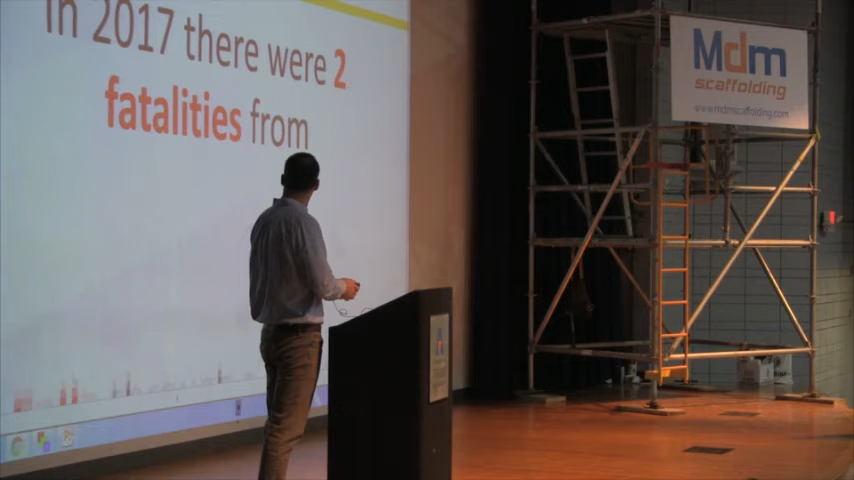 In 2017 there were 2
fatalities from
Mdm
scaffolding
www.mdmscaffolding.com